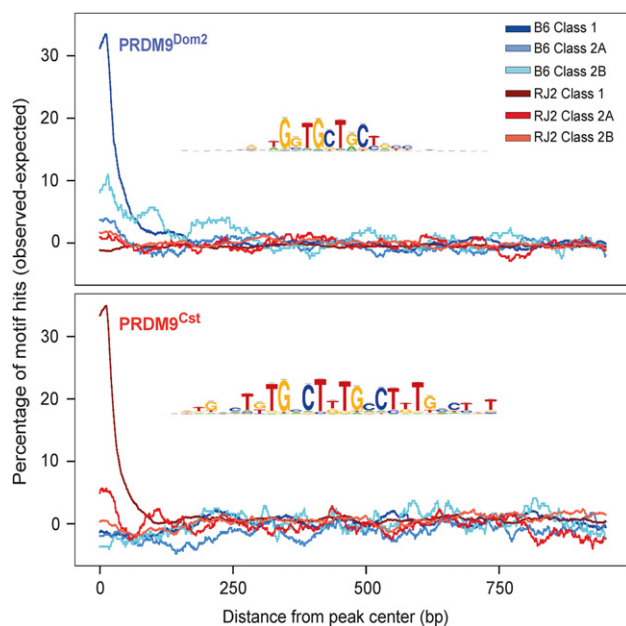 Percentage of motif hits (observed-expected)
PRDM9Dom2
B6 Class 1
B6 Class 2A
B6 Class 2B
RJ2 Class 1
RJ2 Class 2A
RJ2 Class 2B
30
20
10
0
GGTGCTGCT
PRDM9Cst
30
20
10
0
0
250
500
750
Distance from peak center (bp)